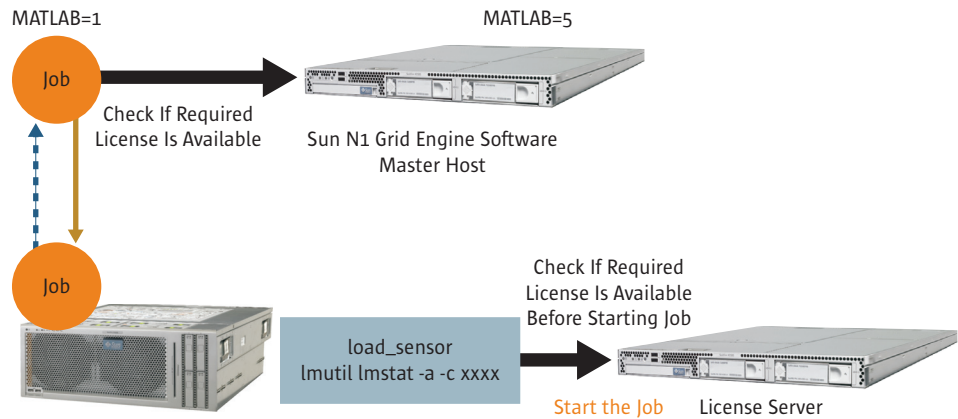 MATLAB=1
MATLAB=5
Job
Check If Required
License Is Available
Sun N1 Grid Engine Software
Master Host
Job
load_sensor
lmutil lmstat -a -c xxxx
Check If Required
License Is Available
Before Starting Job
Start the Job
License Server